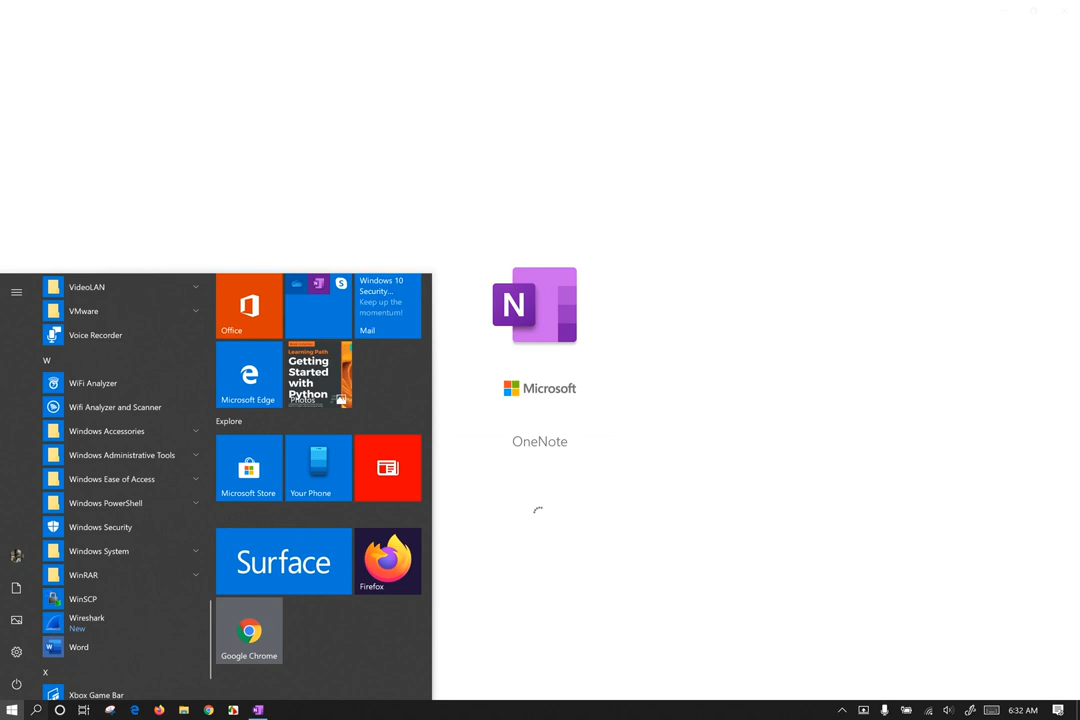 VideoLAN
VMware
Voice Recorder
W
WiFi Analyzer
Wifi Analyzer and Scanner
Windows Accessories
Windows Administrative Tools
Windows Ease of Access
Windows PowerShell
Windows Security
Windows System
WinRAR
WinSCP
Wireshark
New
W
Word
X
Xbox Game Bar
Office
S
Windows 10
Security...
Keep up the
momentum!
Mail
Microsoft Edge
Learning Path
Getting
Started
with
Python
Photos
Explore
Microsoft Store
Your Phone
Surface
Firefox
Google Chrome
N
Microsoft
OneNote
6:32 AM